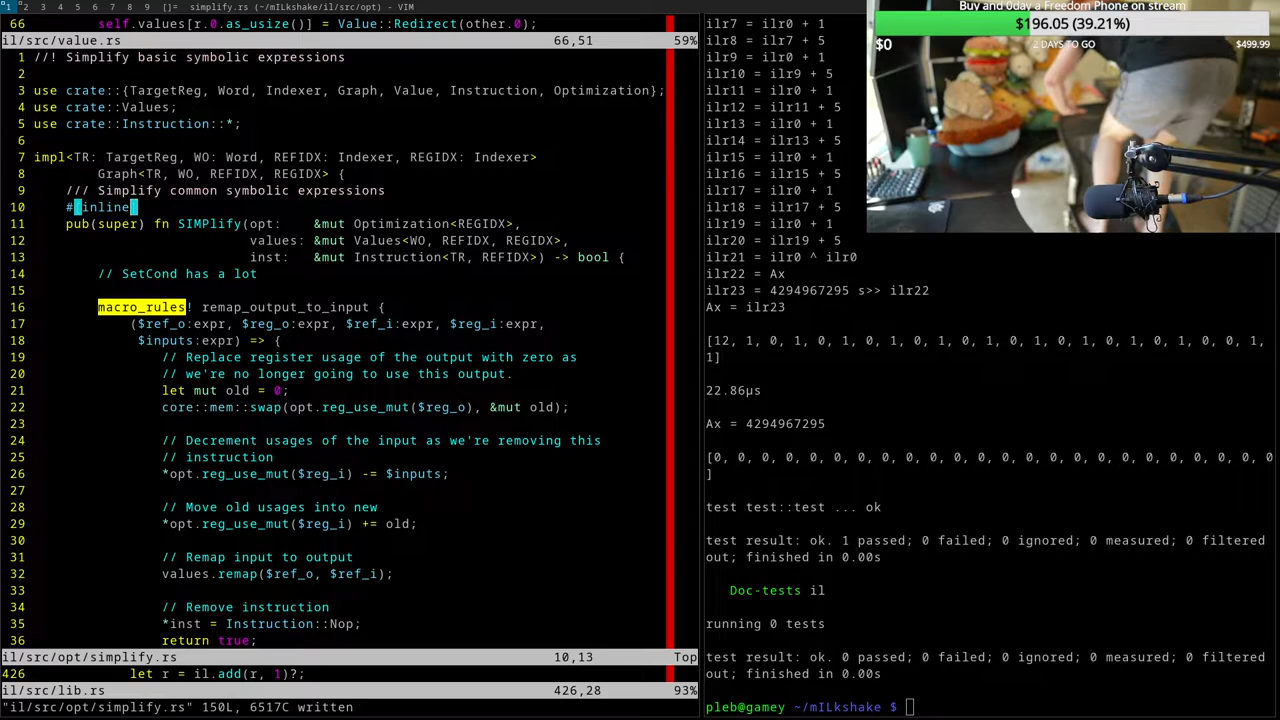 1 2 3 4 5 6 7 8 9 []= simplify.rs (~/mILkshake/il/src/opt) - VIM
66 self.values[r.0.as_usize()] = Value::Redirect(other.0);
il/src/value.rs 66,51 59%
1 //! Simplify basic symbolic expressions
2
3 use crate::{TargetReg, Word, Indexer, Graph, Value, Instruction, Optimization};
4 use crate::Values;
5 use crate::Instruction::*;
6
7 impl<TR: TargetReg, WO: Word, REFIDX: Indexer, REGIDX: Indexer>
8 Graph<TR, WO, REFIDX, REGIDX> {
9 /// Simplify common symbolic expressions
10 #[inline]
11 pub(super) fn SIMPlify(opt: &mut Optimization<REGIDX>,
12 values: &mut Values<WO, REFIDX, REGIDX>,
13 inst: &mut Instruction<TR, REFIDX>) -> bool {
14 // SetCond has a lot
15
16 macro_rules! remap_output_to_input {
17 ($ref_o:expr, $reg_o:expr, $ref_i:expr, $reg_i:expr,
18 $inputs:expr) => {
19 // Replace register usage of the output with zero as
20 // we're no longer going to use this output.
21 let mut old = 0;
22 core::mem::swap(opt.reg_use_mut($reg_o), &mut old);
23
24 // Decrement usages of the input as we're removing this
25 // instruction
26 *opt.reg_use_mut($reg_i) -= $inputs;
27
28 // Move old usages into new
29 *opt.reg_use_mut($reg_i) += old;
30
31 // Remap input to output
32 values.remap($ref_o, $ref_i);
33
34 // Remove instruction
35 *inst = Instruction::Nop;
36 return true;
il/src/opt/simplify.rs 10,13 Top
426 let r = il.add(r, 1)?;
il/src/lib.rs 426,28 93%
"il/src/opt/simplify.rs" 150L, 6517C written
ilr7 = ilr0 + 1
ilr8 = ilr7 + 5
ilr9 = ilr0 + 1
ilr10 = ilr9 + 5
ilr11 = ilr0 + 1
ilr12 = ilr11 + 5
ilr13 = ilr0 + 1
ilr14 = ilr13 + 5
ilr15 = ilr0 + 1
ilr16 = ilr15 + 5
ilr17 = ilr0 + 1
ilr18 = ilr17 + 5
ilr19 = ilr0 + 1
ilr20 = ilr19 + 5
ilr21 = ilr0 ^ ilr0
ilr22 = Ax
ilr23 = 4294967295 s>> ilr22
Ax = ilr23
[12, 1, 0, 1, 0, 1, 0, 1, 0, 1, 0, 1, 0, 1, 0, 1, 0, 1, 0, 1, 0, 0, 1,
1]
22.86µs
Ax = 4294967295
[0, 0, 0, 0, 0, 0, 0, 0, 0, 0, 0, 0, 0, 0, 0, 0, 0, 0, 0, 0, 0, 0, 0, 0
]
test test::test ... ok
test result: ok. 1 passed; 0 failed; 0 ignored; 0 measured; 0 filtered
out; finished in 0.00s
Doc-tests il
running 0 tests
test result: ok. 0 passed; 0 failed; 0 ignored; 0 measured; 0 filtered
out; finished in 0.00s
pleb@gamey ~/mILkshake $
Buy and 0day a Freedom Phone on stream
$196.05 (39.21%)
$0 2 DAYS TO GO $499.99